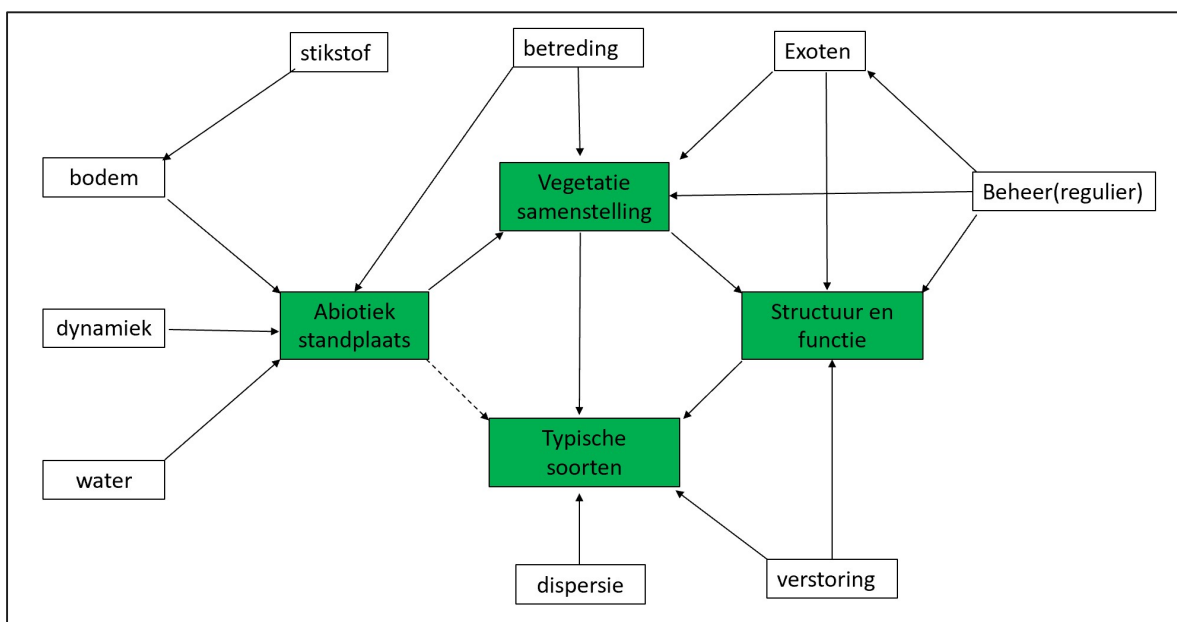 stikstof
betreding
Exoten
bodem
Vegetatie
samenstelling
Beheer(regulier)
dynamiek
Abiotiek
standplaats
Structuur en
functie
Typische
soorten
water
dispersie
verstoring